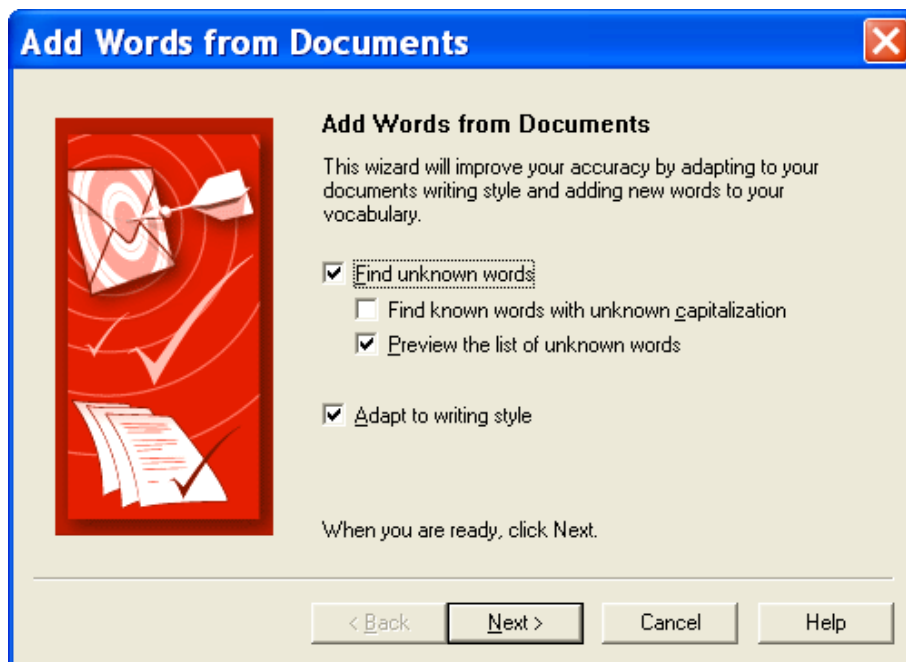 Add Words from Documents
Add Words from Documents
This wizard will improve your accuracy by adapting to your
documents writing style and adding new words to your
vocabulary.
Find unknown words
Find known words with unknown capitalization
Preview the list of unknown words
Adapt to writing style
When you are ready, click Next.
< Back Next > Cancel Help